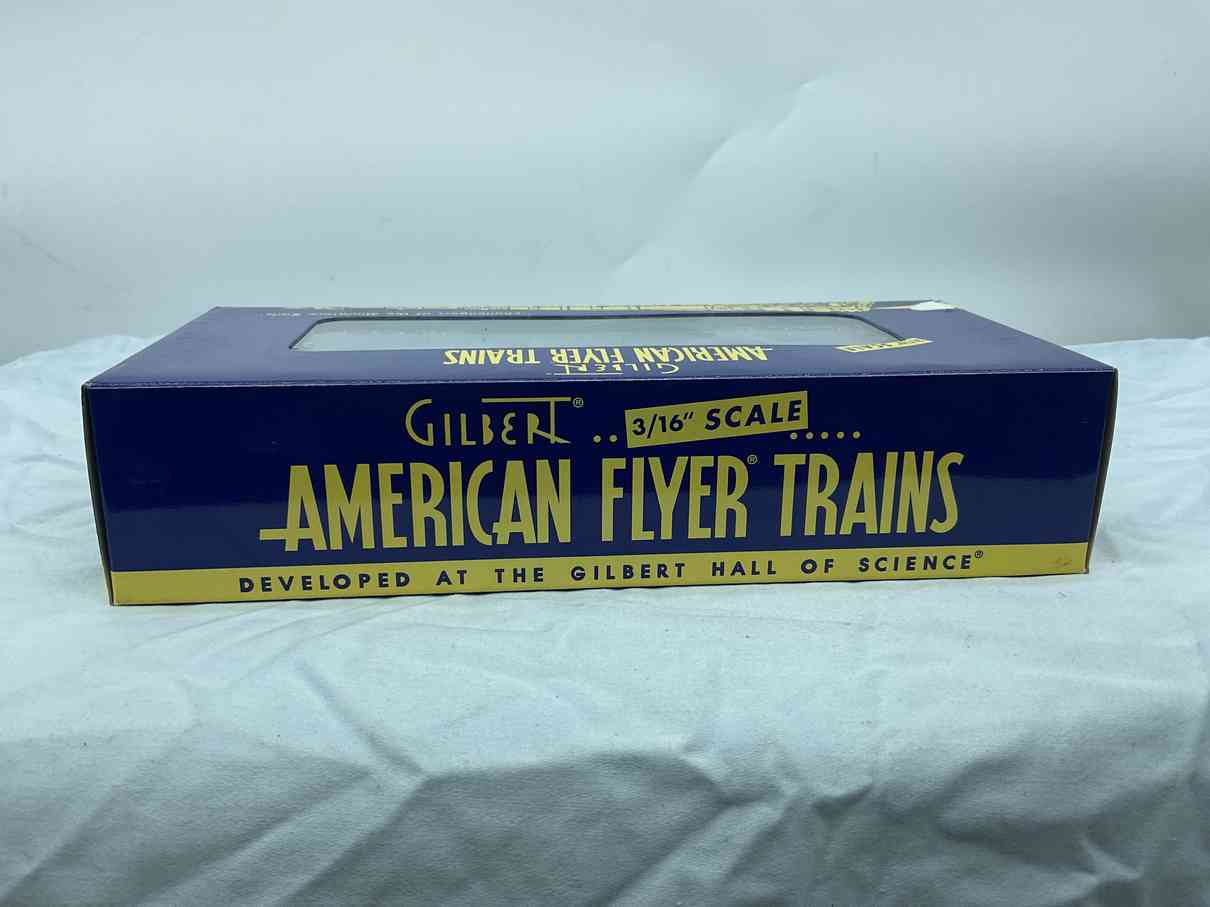 AMERICAN FLYER TRAINS
GILBERT
GILBERT® .. 3/16" SCALE .....
AMERICAN FLYER® TRAINS
DEVELOPED AT THE GILBERT HALL OF SCIENCE®